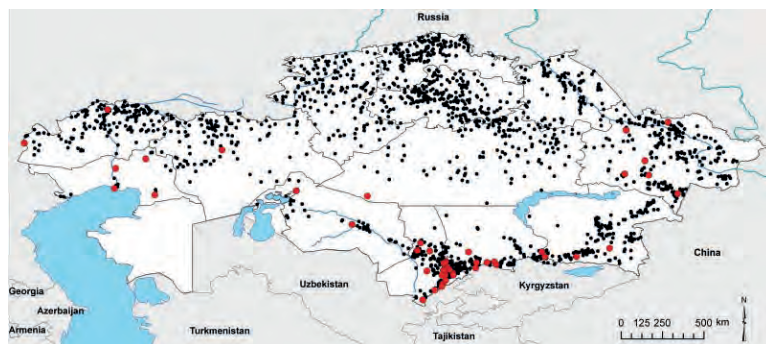 Russia
China
Georgia
Uzbekistan
Kyrgyzstan
Azerbaijan
Armenia
Turkmenistan
Tajikistan
N
0 125 250 500 km